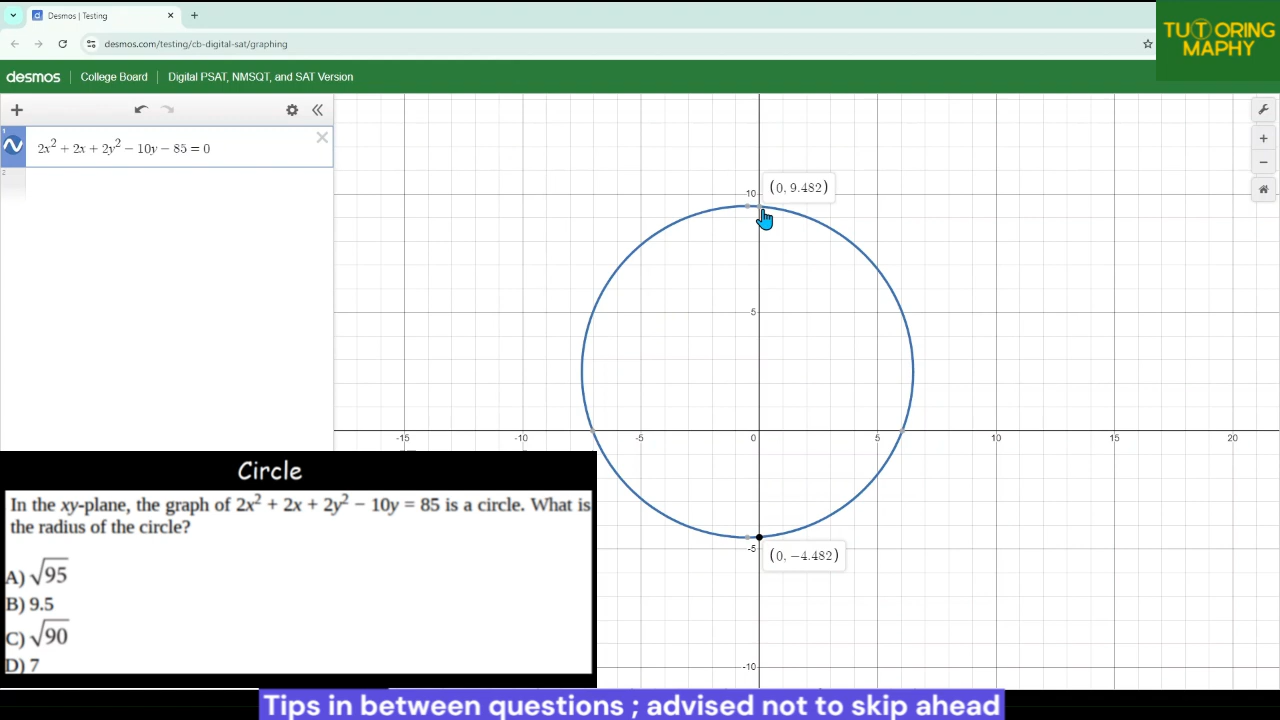 Desmos | Testing
desmos.com/testing/cb-digital-sat/graphing
TUTORING
MAPHY
desmos College Board Digital PSAT, NMSQT, and SAT Version
1
2x² + 2x + 2y² − 10y − 85 = 0
2
(0, 9.482)
10
5
-15 -10 -5 0 5 10 15 20
(0, −4.482)
-5
-10
Circle
In the xy-plane, the graph of 2x² + 2x + 2y² − 10y = 85 is a circle. What is
the radius of the circle?
A) √95
B) 9.5
C) √90
D) 7
Tips in between questions ; advised not to skip ahead